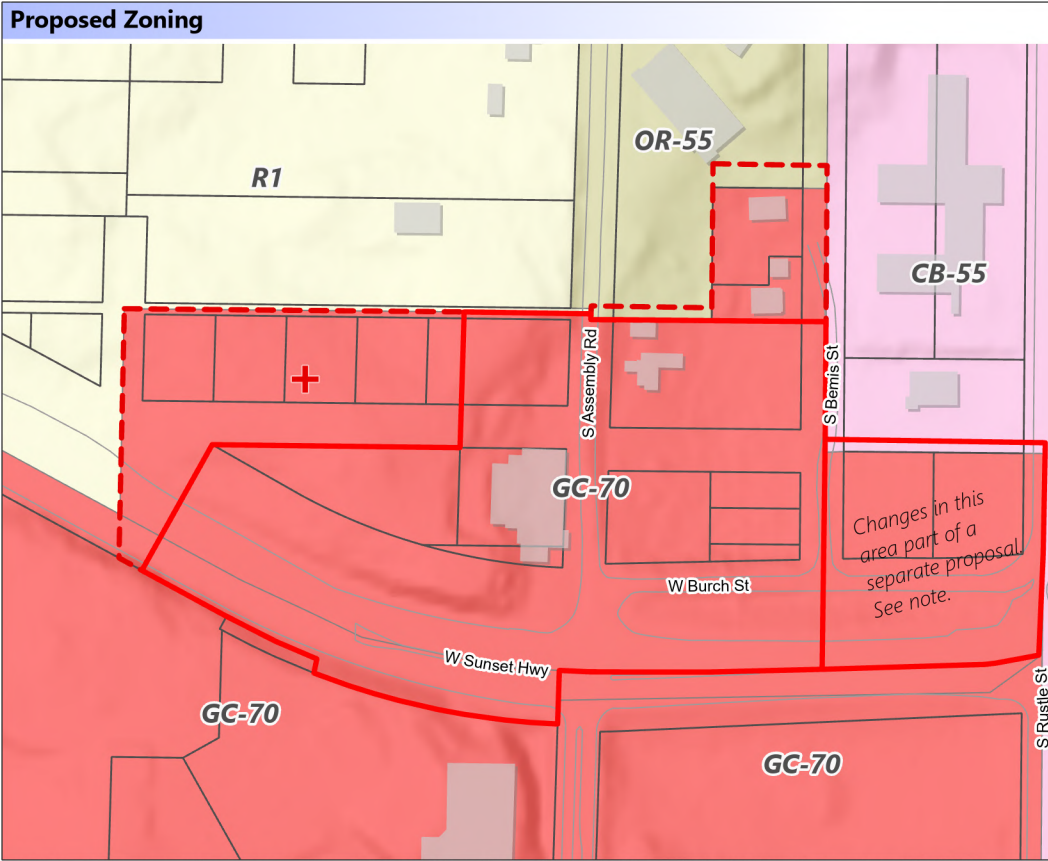 Proposed Zoning
OR-55
R1
CB-55
S Assembly Rd
S Bemis St
GC-70
Changes in this
area part of a
separate proposal.
See note.
W Burch St
W Sunset Hwy
S Rustle St
GC-70
GC-70